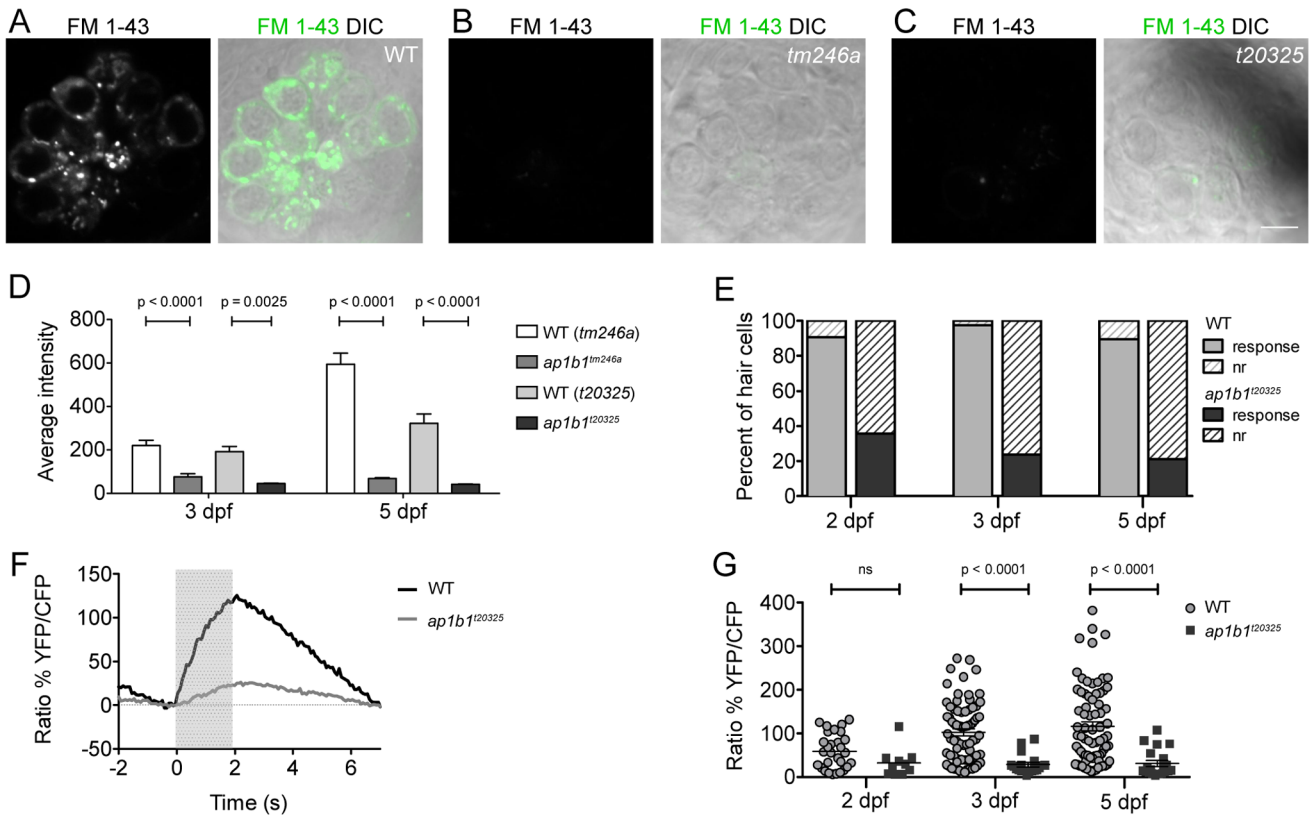 A FM 1-43 FM 1-43 DIC B FM 1-43 FM 1-43 DIC C FM 1-43 FM 1-43 DIC
WT tm246a t20325
D
p < 0.0001 p = 0.0025 p < 0.0001 p < 0.0001
Average intensity
800
600
400
200
0
3 dpf 5 dpf
WT (tm246a)
ap1b1tm246a
WT (t20325)
ap1b1t20325
E
Percent of hair cells
100
80
60
40
20
0
2 dpf 3 dpf 5 dpf
WT
response
nr
ap1b1t20325
response
nr
F
Ratio % YFP/CFP
150
100
50
0
-50
-2 0 2 4 6
Time (s)
WT
ap1b1t20325
G
ns p < 0.0001 p < 0.0001
Ratio % YFP/CFP
400
300
200
100
0
2 dpf 3 dpf 5 dpf
WT
ap1b1t20325